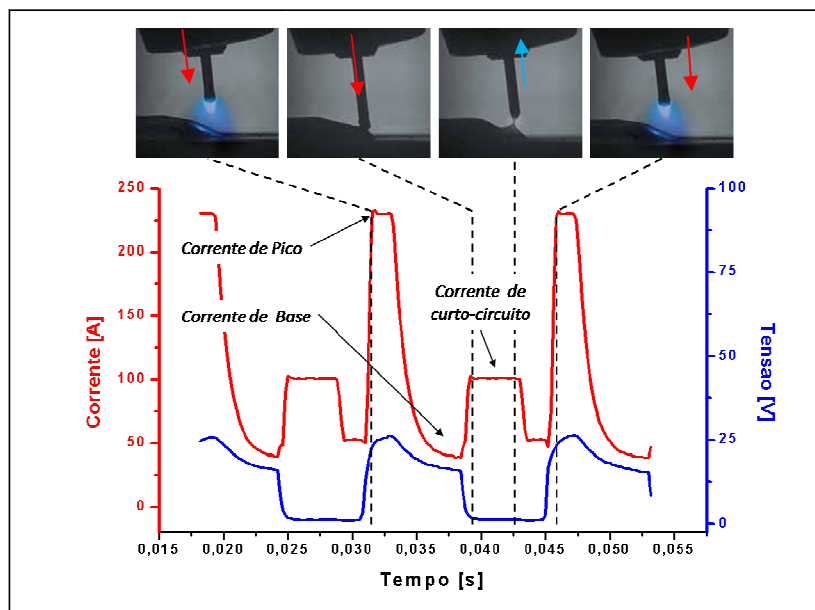 250
200
150
100
50
0
Corrente [A]
100
75
50
25
0
Tensao [V]
Corrente de Pico
Corrente de Base
Corrente de
curto-circuito
0,015
0,020
0,025
0,030
0,035
0,040
0,045
0,050
0,055
Tempo [s]